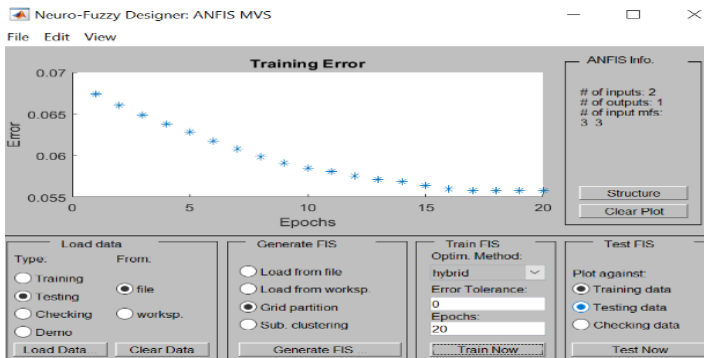 Neuro-Fuzzy Designer: ANFIS MVS
File Edit View
Training Error
0.07
0.065
0.06
0.055
Error
0 5 10 15 20
Epochs
ANFIS Info.
# of inputs: 2
# of outputs: 1
# of input mfs:
3 3
Structure
Clear Plot
Load data
Type: From:
Training
Testing
Checking
Demo
file
worksp.
Load Data...
Clear Data
Generate FIS
Load from file
Load from worksp.
Grid partition
Sub. clustering
Generate FIS ...
Train FIS
Optim. Method:
hybrid
Error Tolerance:
0
Epochs:
20
Train Now
Test FIS
Plot against:
Training data
Testing data
Checking data
Test Now